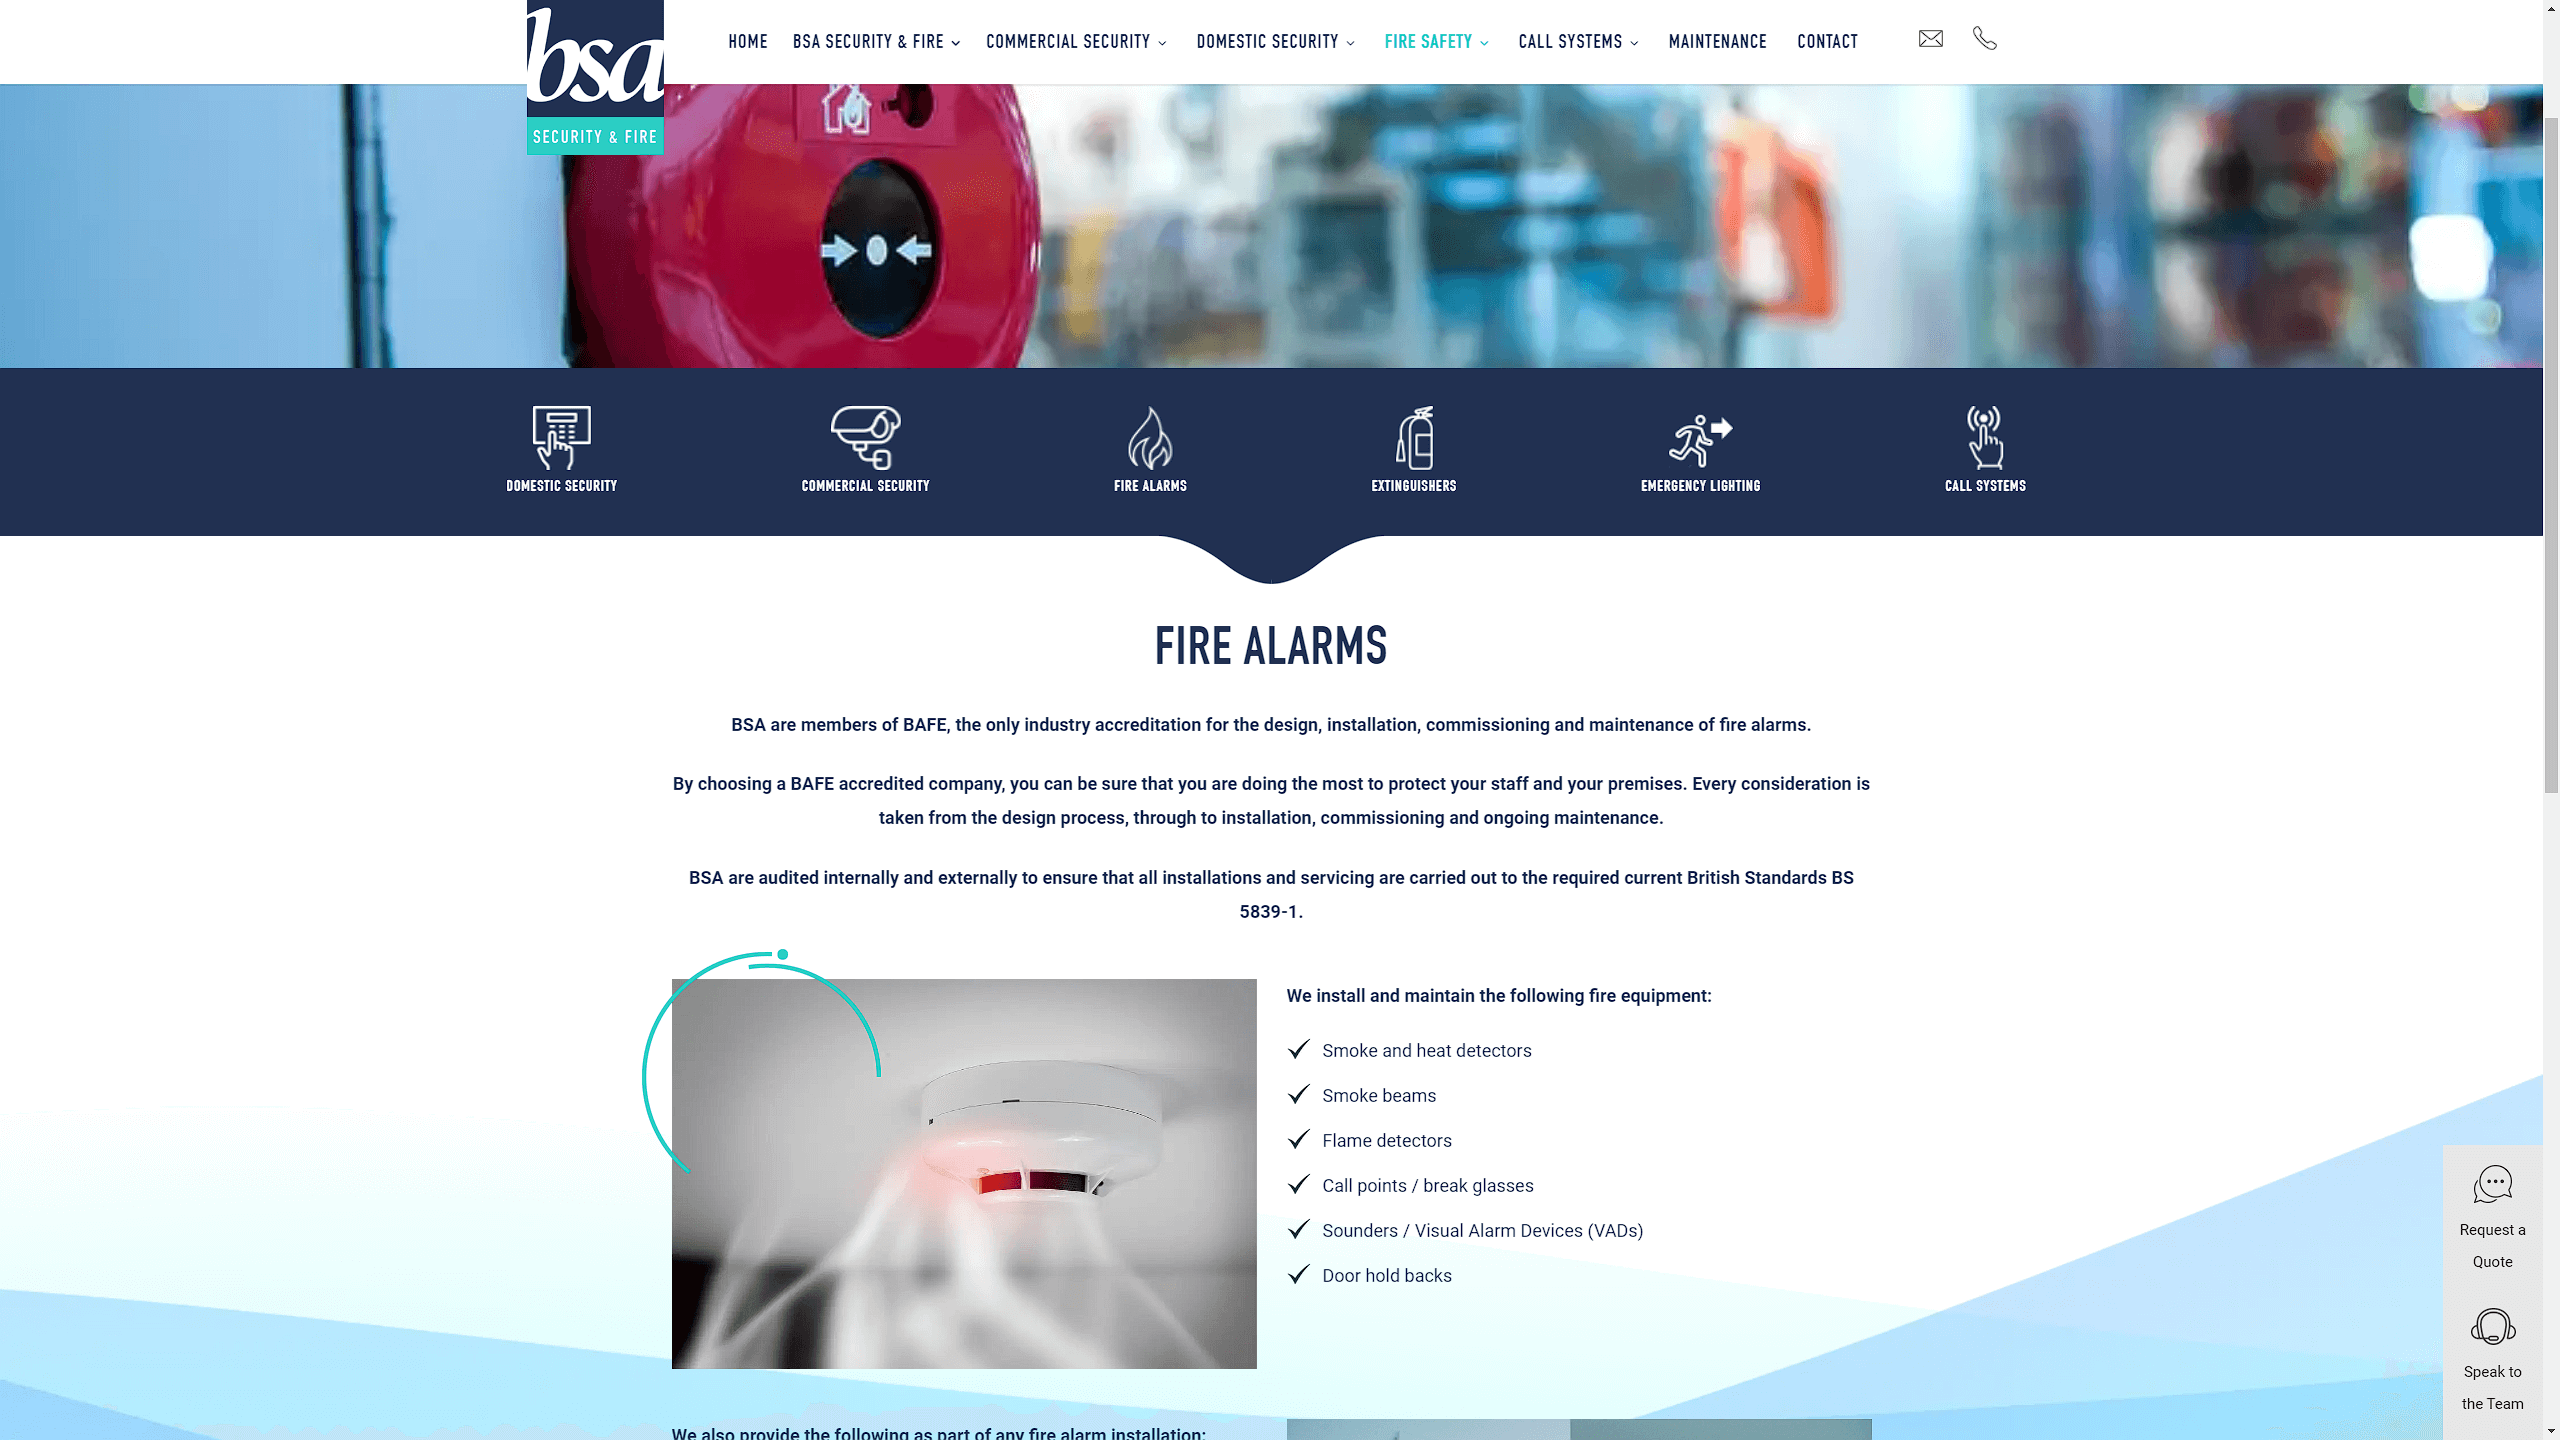 bsa
SECURITY & FIRE
HOME BSA SECURITY & FIRE COMMERCIAL SECURITY DOMESTIC SECURITY FIRE SAFETY CALL SYSTEMS MAINTENANCE CONTACT
DOMESTIC SECURITY COMMERCIAL SECURITY FIRE ALARMS EXTINGUISHERS EMERGENCY LIGHTING CALL SYSTEMS
FIRE ALARMS
BSA are members of BAFE, the only industry accreditation for the design, installation, commissioning and maintenance of fire alarms.
By choosing a BAFE accredited company, you can be sure that you are doing the most to protect your staff and your premises. Every consideration is
taken from the design process, through to installation, commissioning and ongoing maintenance.
BSA are audited internally and externally to ensure that all installations and servicing are carried out to the required current British Standards BS
5839-1.
We install and maintain the following fire equipment:
Smoke and heat detectors
Smoke beams
Flame detectors
Call points / break glasses
Sounders / Visual Alarm Devices (VADs)
Door hold backs
Request a
Quote
Speak to
the Team
We also provide the following as part of any fire alarm installation: